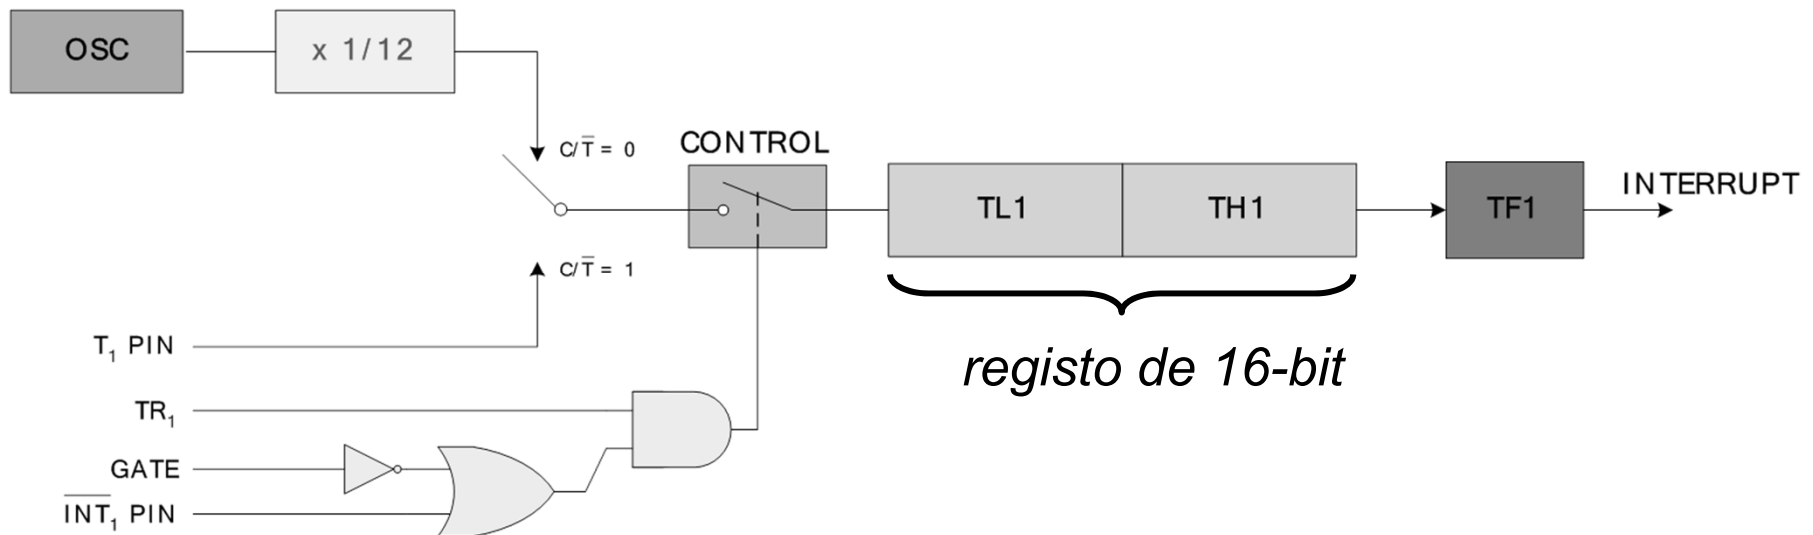 OSC
x 1/12
C/T̅ = 0
CONTROL
TL1
TH1
TF1
INTERRUPT
C/T̅ = 1
T₁ PIN
registo de 16-bit
TR₁
GATE
I̅N̅T̅₁ PIN